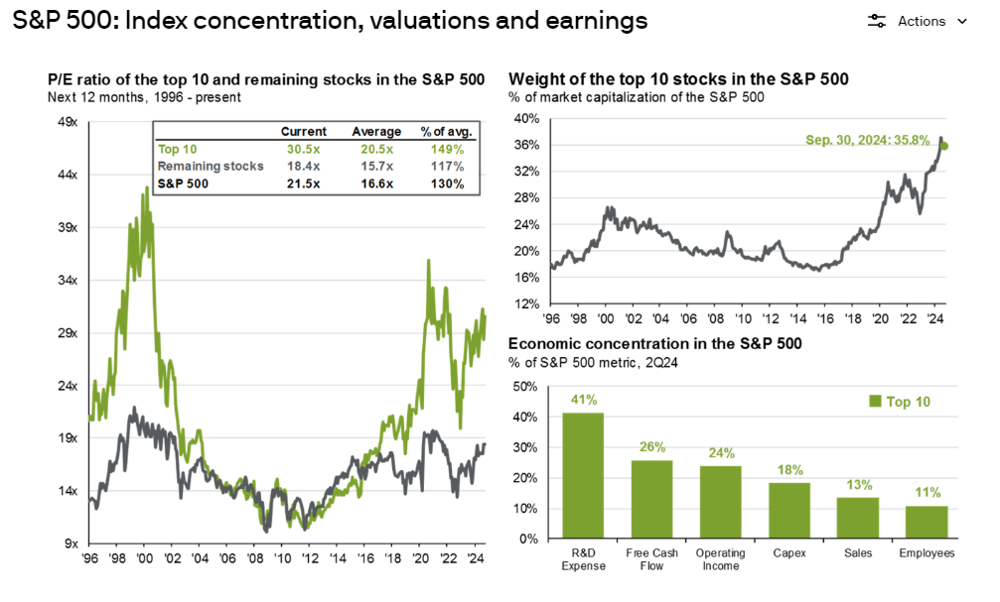 S&P 500: Index concentration, valuations and earnings
Actions
P/E ratio of the top 10 and remaining stocks in the S&P 500
Next 12 months, 1996 - present
49x
44x
39x
34x
29x
24x
19x
14x
9x
Current Average % of avg.
Top 10 30.5x 20.5x 149%
Remaining stocks 18.4x 15.7x 117%
S&P 500 21.5x 16.6x 130%
'96 '98 '00 '02 '04 '06 '08 '10 '12 '14 '16 '18 '20 '22 '24
Weight of the top 10 stocks in the S&P 500
% of market capitalization of the S&P 500
40%
36%
32%
28%
24%
20%
16%
12%
Sep. 30, 2024: 35.8%
'96 '98 '00 '02 '04 '06 '08 '10 '12 '14 '16 '18 '20 '22 '24
Economic concentration in the S&P 500
% of S&P 500 metric, 2Q24
50%
40%
30%
20%
10%
0%
Top 10
41%
26%
24%
18%
13%
11%
R&D Free Cash Operating Capex Sales Employees
Expense Flow Income